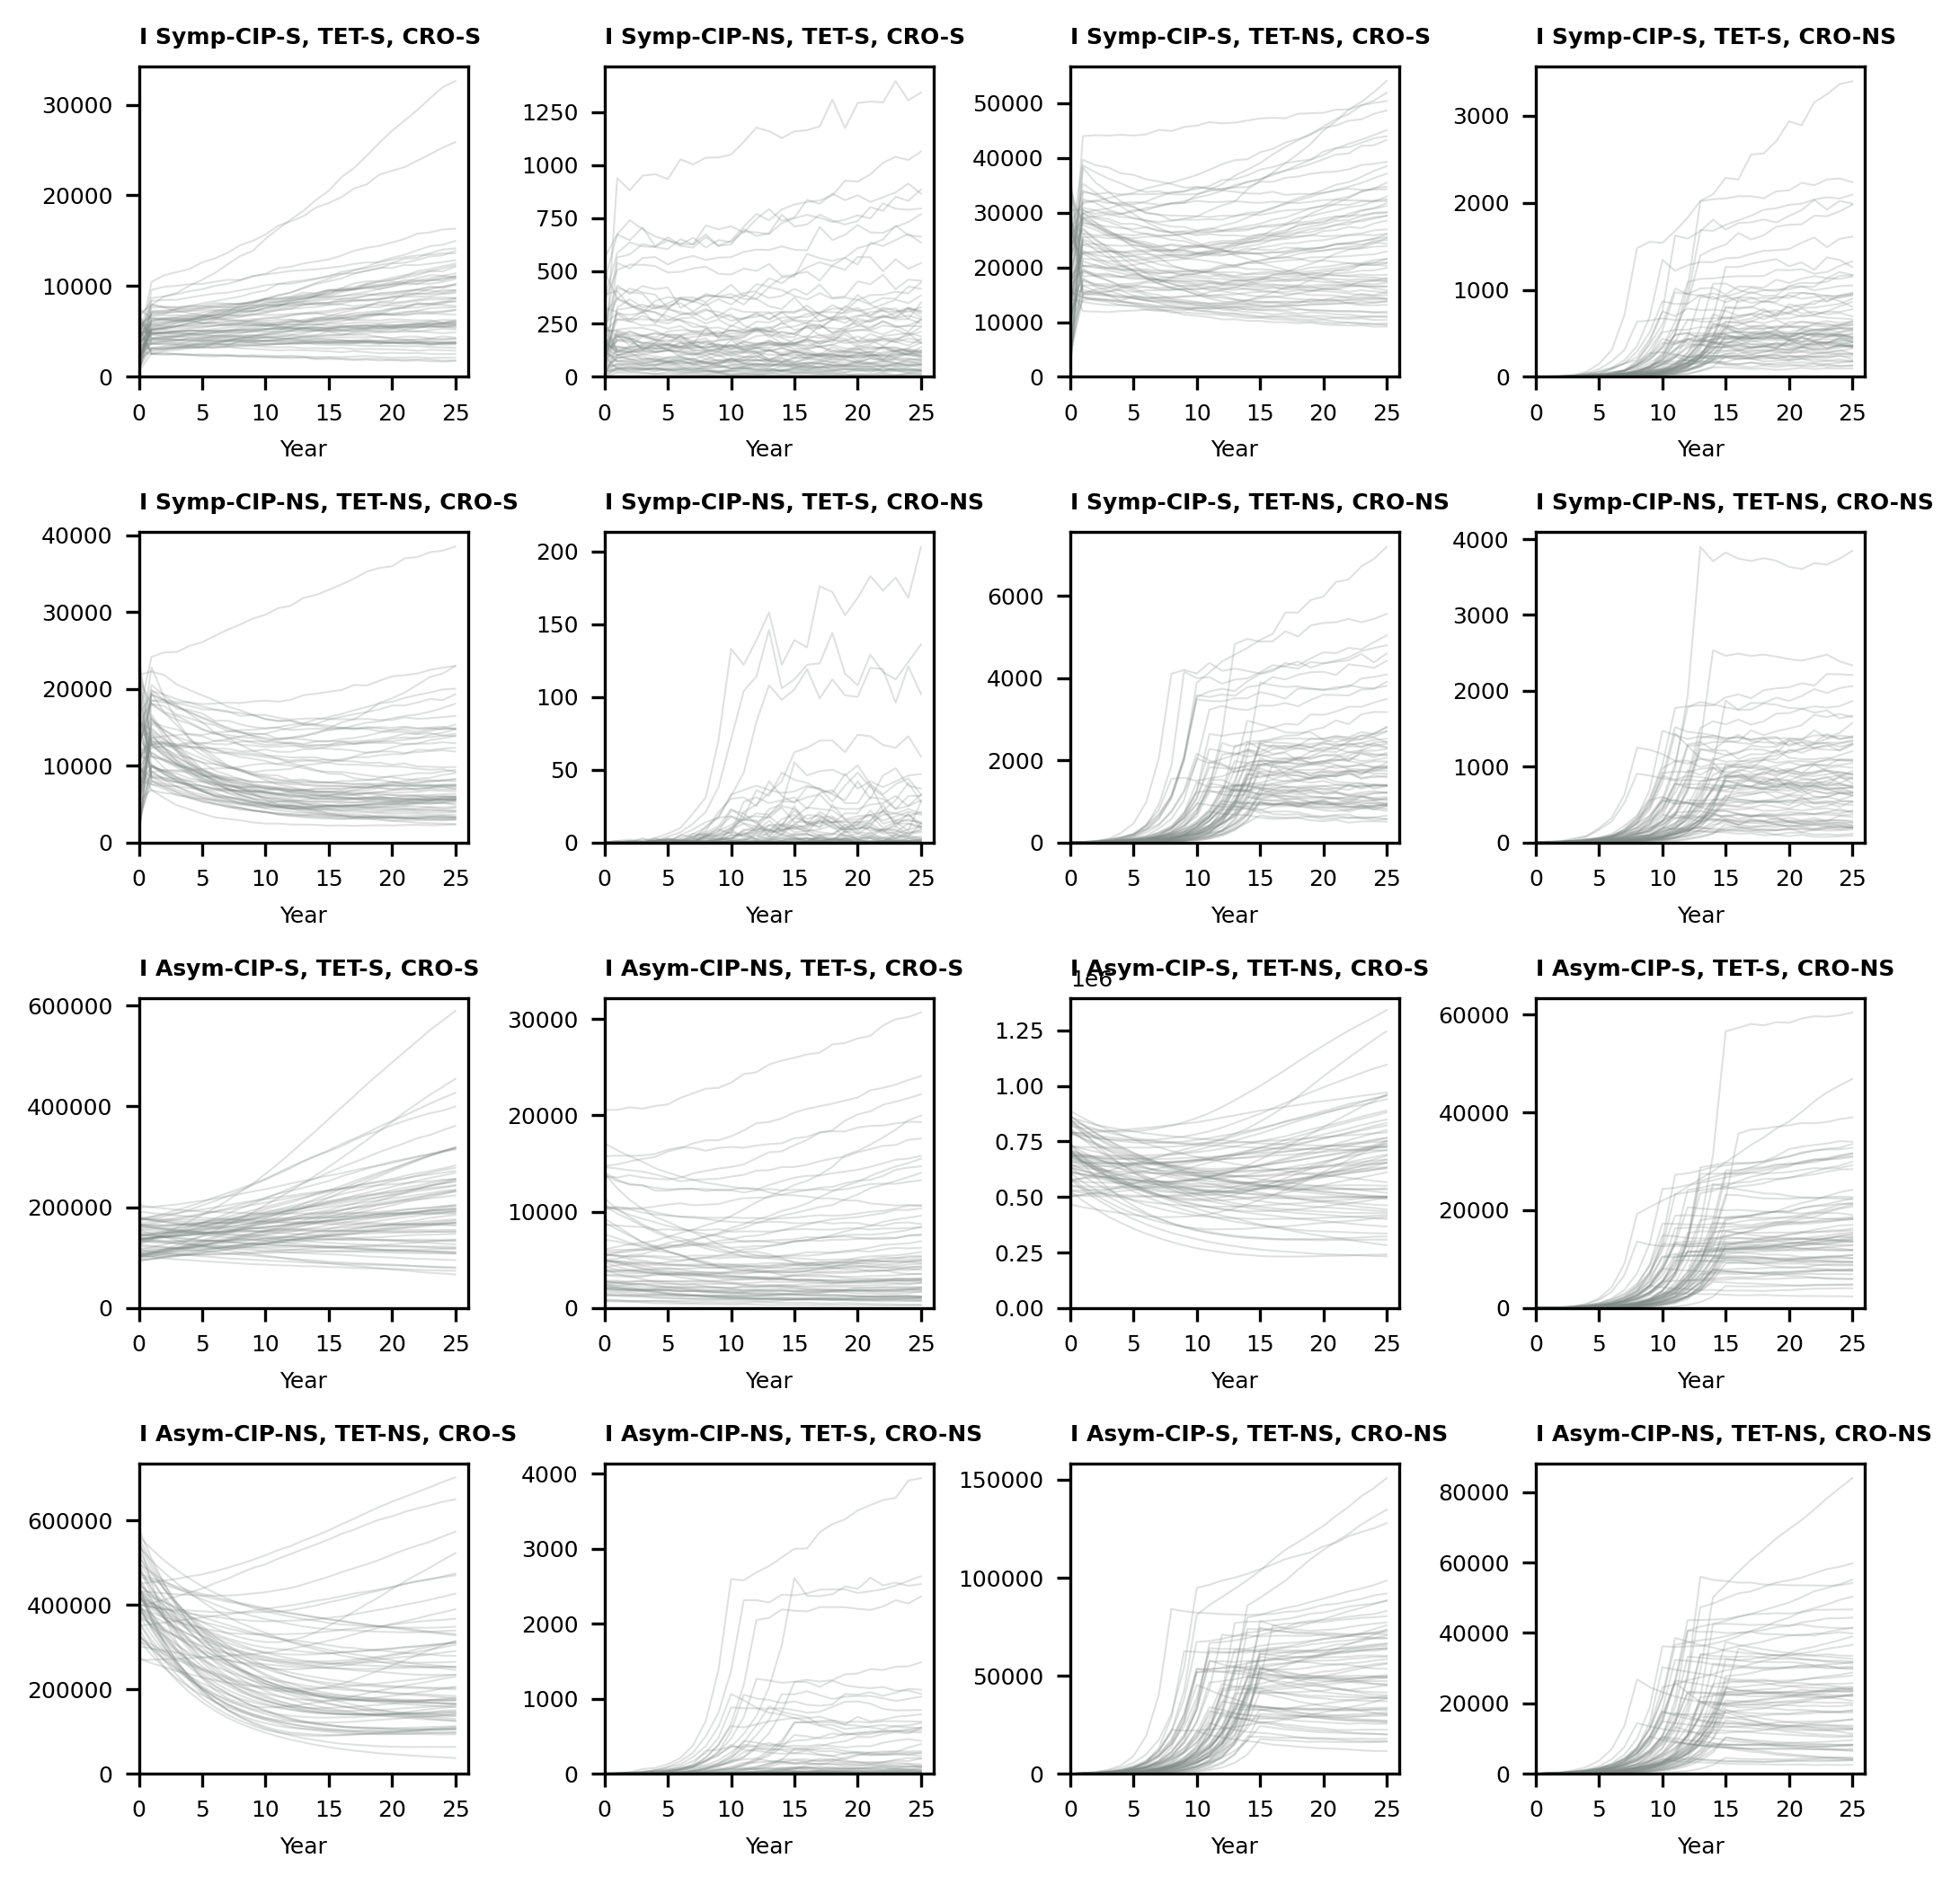 I Symp-CIP-S, TET-S, CRO-S
30000
20000
10000
0
0 5 10 15 20 25
Year
I Symp-CIP-NS, TET-S, CRO-S
1250
1000
750
500
250
0
0 5 10 15 20 25
Year
I Symp-CIP-S, TET-NS, CRO-S
50000
40000
30000
20000
10000
0
0 5 10 15 20 25
Year
I Symp-CIP-S, TET-S, CRO-NS
3000
2000
1000
0
0 5 10 15 20 25
Year
I Symp-CIP-NS, TET-NS, CRO-S
40000
30000
20000
10000
0
0 5 10 15 20 25
Year
I Symp-CIP-NS, TET-S, CRO-NS
200
150
100
50
0
0 5 10 15 20 25
Year
I Symp-CIP-S, TET-NS, CRO-NS
6000
4000
2000
0
0 5 10 15 20 25
Year
I Symp-CIP-NS, TET-NS, CRO-NS
4000
3000
2000
1000
0
0 5 10 15 20 25
Year
I Asym-CIP-S, TET-S, CRO-S
600000
400000
200000
0
0 5 10 15 20 25
Year
I Asym-CIP-NS, TET-S, CRO-S
30000
20000
10000
0
0 5 10 15 20 25
Year
I Asym-CIP-S, TET-NS, CRO-S
1e6
1.25
1.00
0.75
0.50
0.25
0.00
0 5 10 15 20 25
Year
I Asym-CIP-S, TET-S, CRO-NS
60000
40000
20000
0
0 5 10 15 20 25
Year
I Asym-CIP-NS, TET-NS, CRO-S
600000
400000
200000
0
0 5 10 15 20 25
Year
I Asym-CIP-NS, TET-S, CRO-NS
4000
3000
2000
1000
0
0 5 10 15 20 25
Year
I Asym-CIP-S, TET-NS, CRO-NS
150000
100000
50000
0
0 5 10 15 20 25
Year
I Asym-CIP-NS, TET-NS, CRO-NS
80000
60000
40000
20000
0
0 5 10 15 20 25
Year